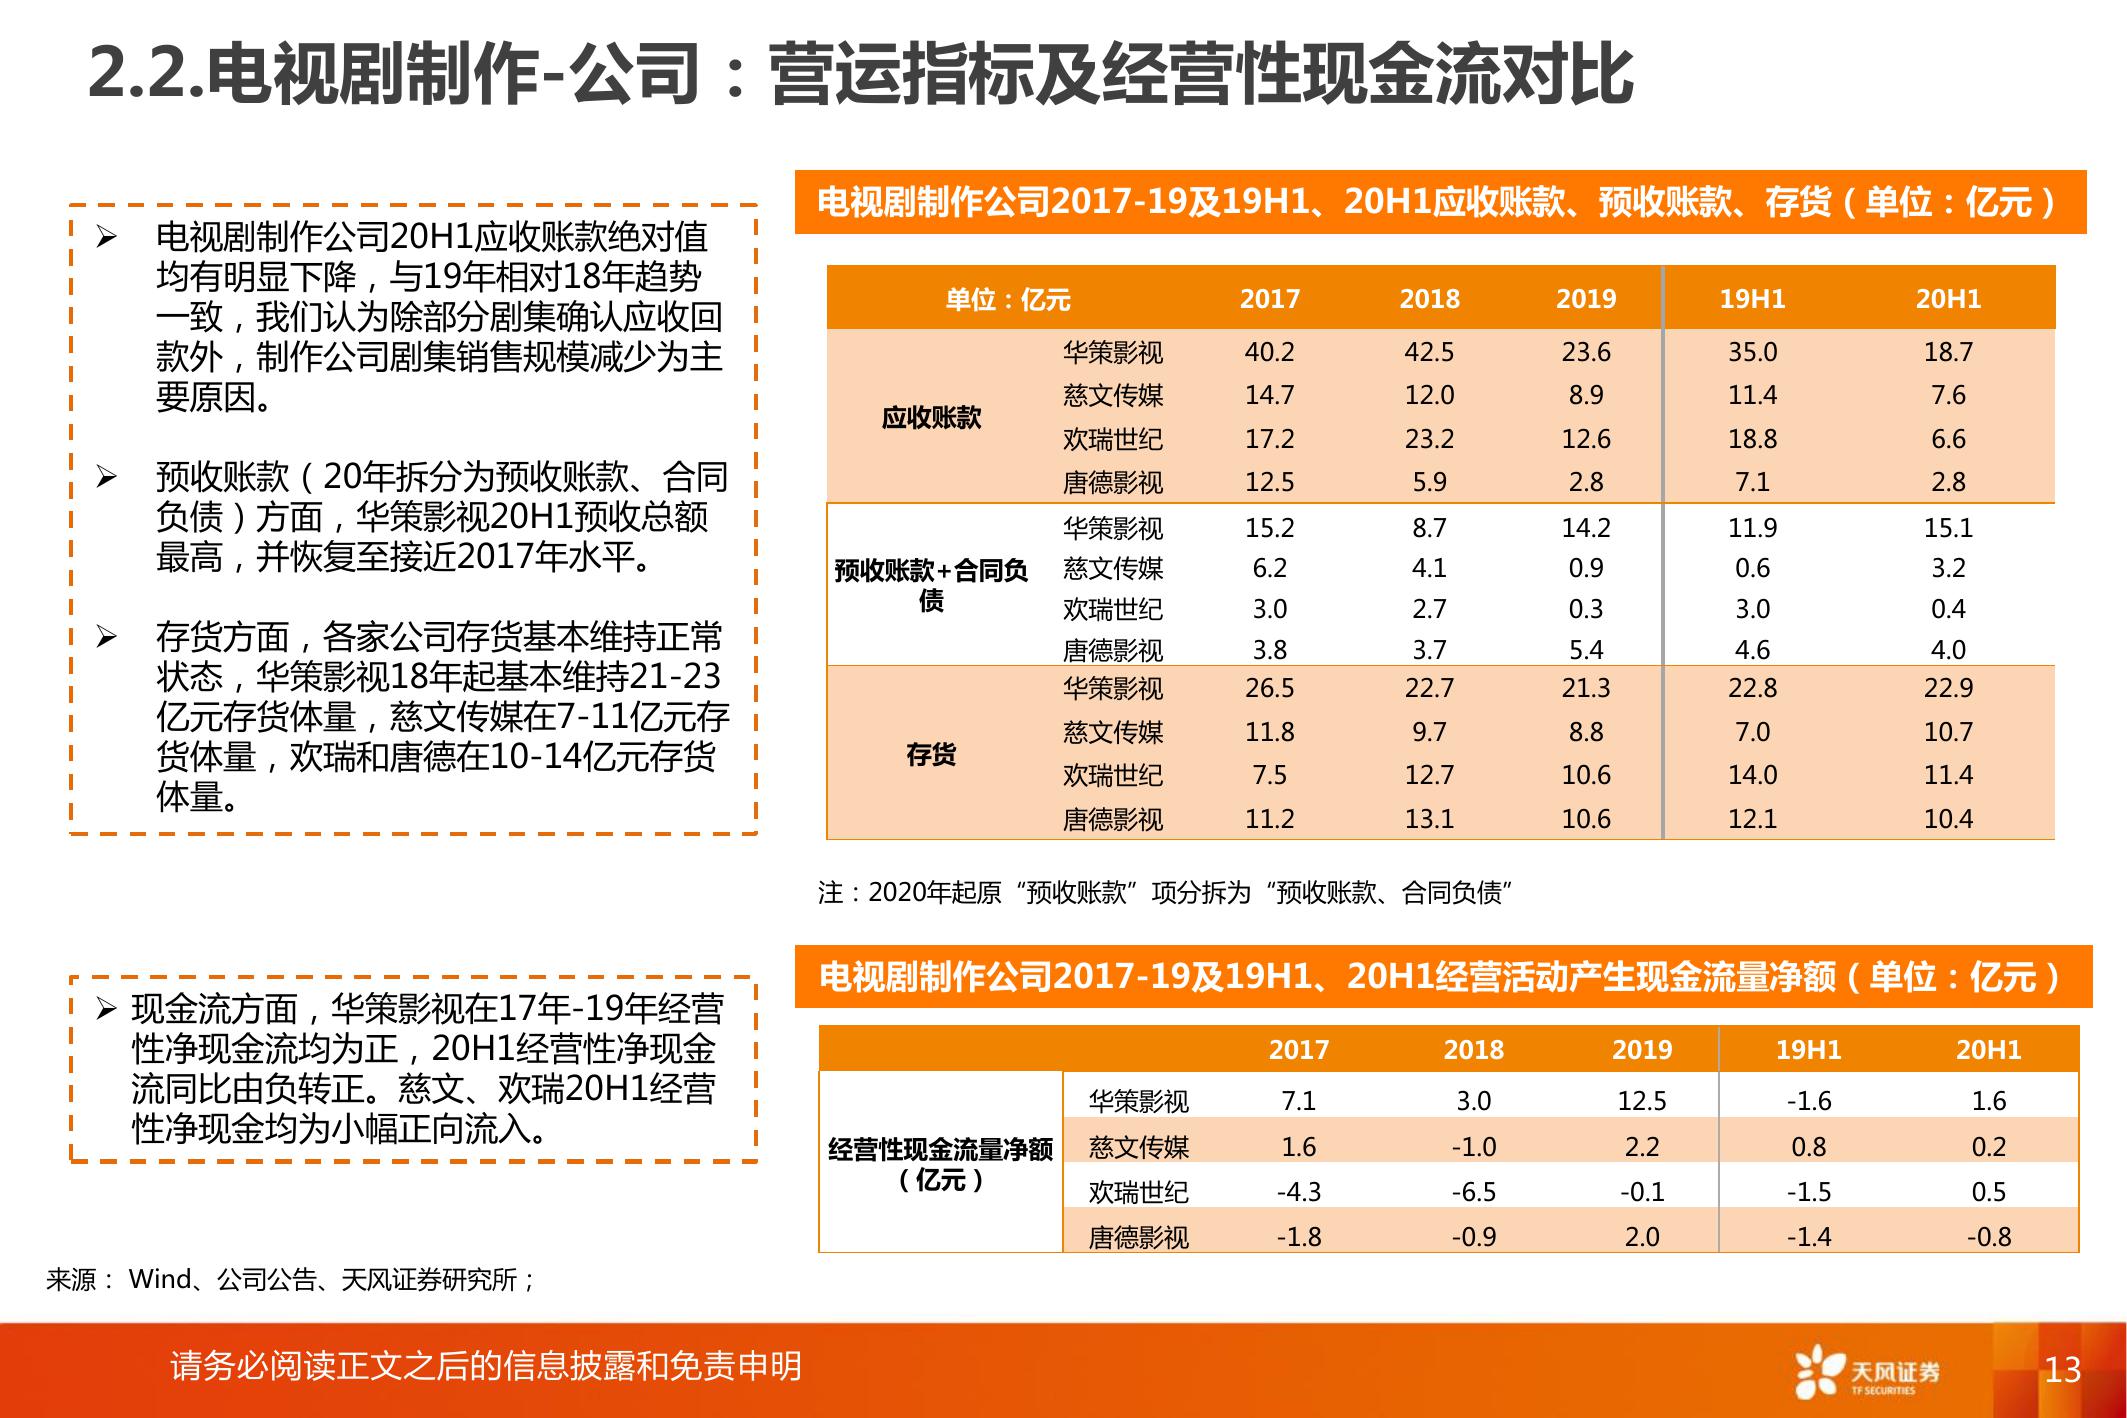 2.2.电视剧制作-公司：营运指标及经营性现金流对比
➢ 电视剧制作公司20H1应收账款绝对值
均有明显下降，与19年相对18年趋势
一致，我们认为除部分剧集确认应收回
款外，制作公司剧集销售规模减少为主
要原因。
➢ 预收账款（20年拆分为预收账款、合同
负债）方面，华策影视20H1预收总额
最高，并恢复至接近2017年水平。
➢ 存货方面，各家公司存货基本维持正常
状态，华策影视18年起基本维持21-23
亿元存货体量，慈文传媒在7-11亿元存
货体量，欢瑞和唐德在10-14亿元存货
体量。
电视剧制作公司2017-19及19H1、20H1应收账款、预收账款、存货（单位：亿元）
单位：亿元 2017 2018 2019 19H1 20H1
应收账款
华策影视 40.2 42.5 23.6 35.0 18.7
慈文传媒 14.7 12.0 8.9 11.4 7.6
欢瑞世纪 17.2 23.2 12.6 18.8 6.6
唐德影视 12.5 5.9 2.8 7.1 2.8
预收账款+合同负
债
华策影视 15.2 8.7 14.2 11.9 15.1
慈文传媒 6.2 4.1 0.9 0.6 3.2
欢瑞世纪 3.0 2.7 0.3 3.0 0.4
唐德影视 3.8 3.7 5.4 4.6 4.0
存货
华策影视 26.5 22.7 21.3 22.8 22.9
慈文传媒 11.8 9.7 8.8 7.0 10.7
欢瑞世纪 7.5 12.7 10.6 14.0 11.4
唐德影视 11.2 13.1 10.6 12.1 10.4
注：2020年起原“预收账款”项分拆为“预收账款、合同负债”
➢ 现金流方面，华策影视在17年-19年经营
性净现金流均为正，20H1经营性净现金
流同比由负转正。慈文、欢瑞20H1经营
性净现金均为小幅正向流入。
电视剧制作公司2017-19及19H1、20H1经营活动产生现金流量净额（单位：亿元）
2017 2018 2019 19H1 20H1
经营性现金流量净额
（亿元）
华策影视 7.1 3.0 12.5 -1.6 1.6
慈文传媒 1.6 -1.0 2.2 0.8 0.2
欢瑞世纪 -4.3 -6.5 -0.1 -1.5 0.5
唐德影视 -1.8 -0.9 2.0 -1.4 -0.8
来源： Wind、公司公告、天风证券研究所；
请务必阅读正文之后的信息披露和免责申明
天风证券
TF SECURITIES
13